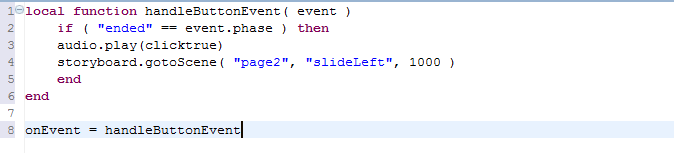 1 local function handleButtonEvent( event )
2 if ( "ended" == event.phase ) then
3 audio.play(clicktrue)
4 storyboard.gotoScene( "page2", "slideLeft", 1000 )
5 end
6 end
7
8 onEvent = handleButtonEvent